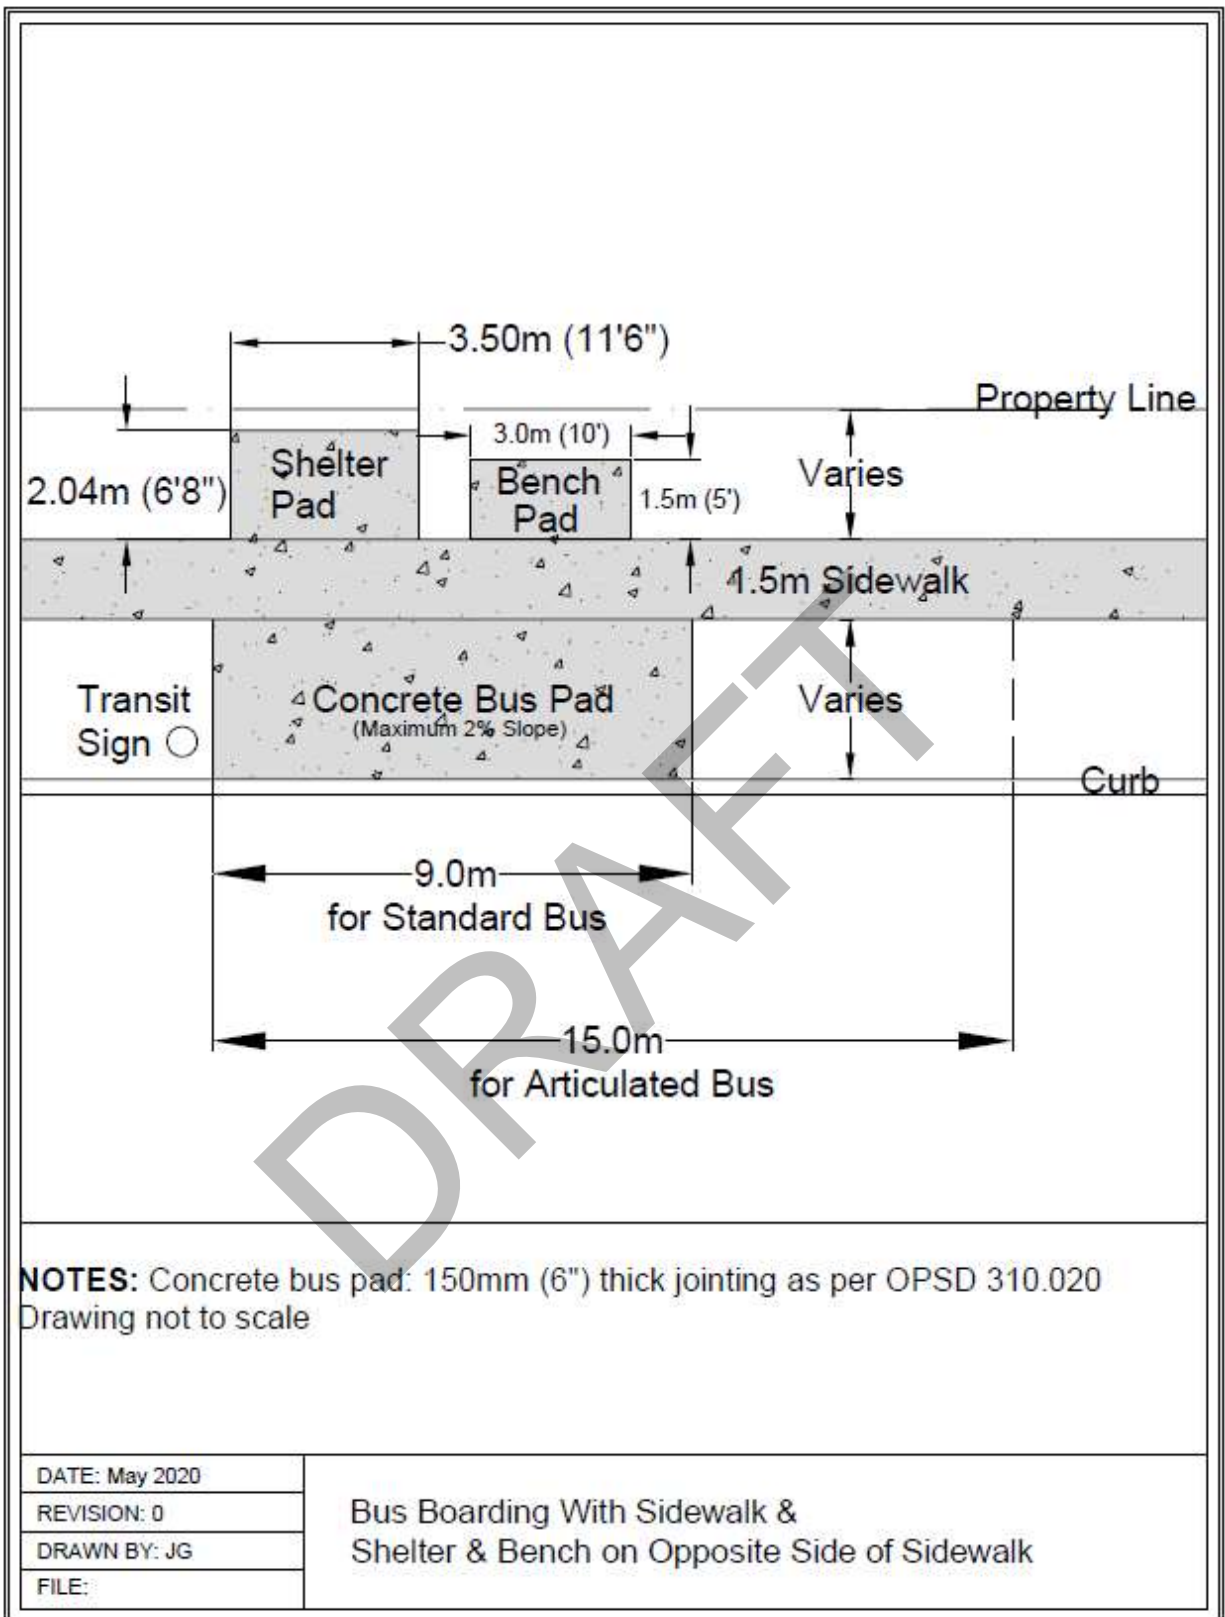 3.50m (11'6")
Property Line
3.0m (10')
Shelter
Pad
2.04m (6'8")
Bench
Pad
1.5m (5')
Varies
1.5m Sidewalk
Transit
Sign
Concrete Bus Pad
(Maximum 2% Slope)
Varies
Curb
9.0m
for Standard Bus
15.0m
for Articulated Bus
DRAFT
NOTES: Concrete bus pad: 150mm (6") thick jointing as per OPSD 310.020
Drawing not to scale
DATE: May 2020
REVISION: 0
DRAWN BY: JG
FILE:
Bus Boarding With Sidewalk &
Shelter & Bench on Opposite Side of Sidewalk